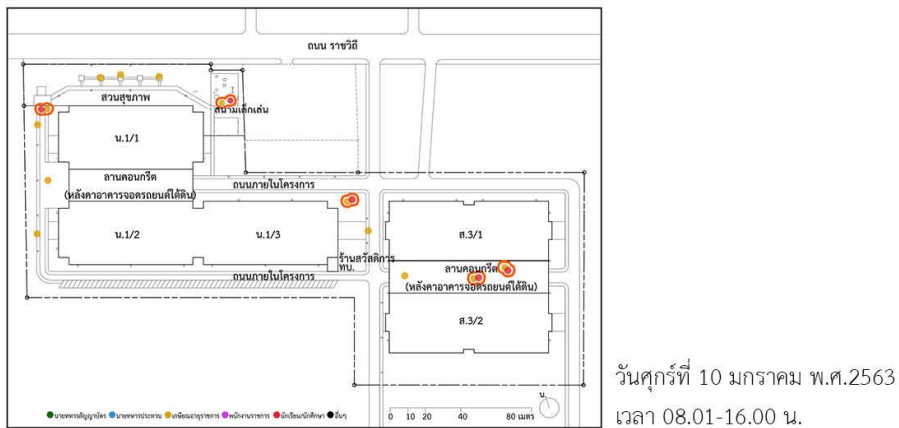 ถนน ราชวิถี
สวนสุขภาพ
สนามเด็กเล่น
น.1/1
ลานคอนกรีต
(หลังคาอาคารจอดรถยนต์ใต้ดิน)
ถนนภายในโครงการ
น.1/2
น.1/3
ส.3/1
ร้านสวัสดิการ
ทบ.
ลานคอนกรีต
(หลังคาอาคารจอดรถยนต์ใต้ดิน)
ถนนภายในโครงการ
ส.3/2
นายทหารสัญญาบัตร นายทหารประทวน เกษียณอายุราชการ พนักงานราชการ นักเรียน/นักศึกษา อื่นๆ
0 10 20 40 80 เมตร
น.
วันศุกร์ที่ 10 มกราคม พ.ศ.2563
เวลา 08.01-16.00 น.